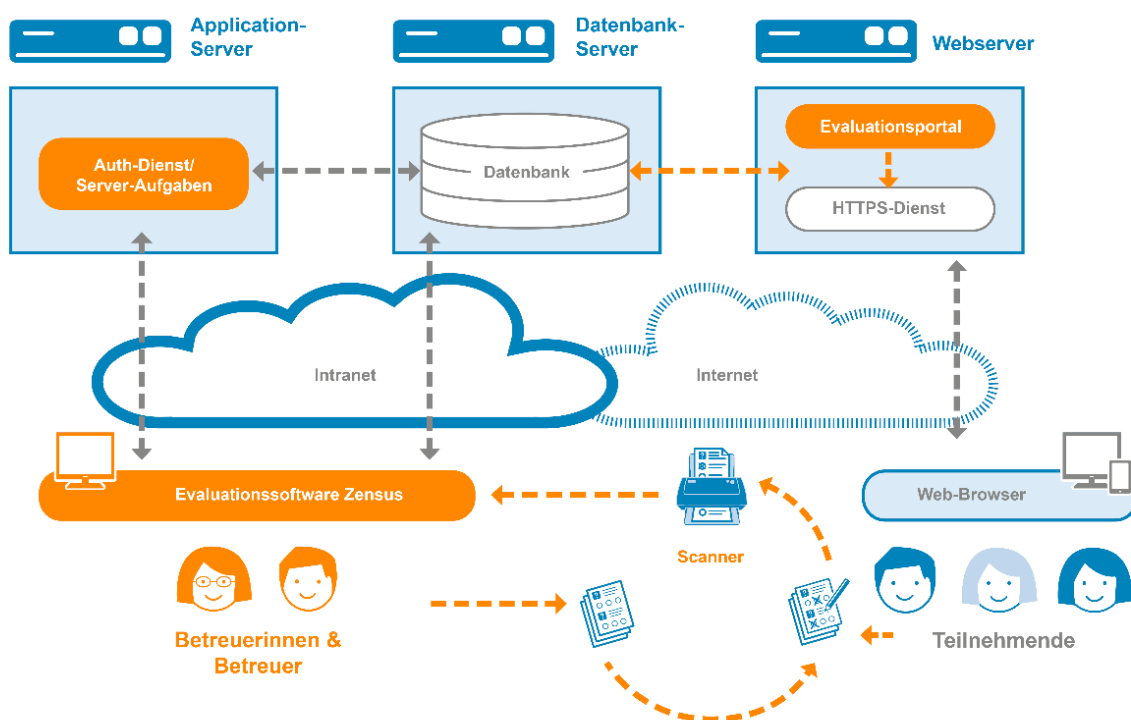 Application-
Server
Datenbank-
Server
Webserver
Auth-Dienst/
Server-Aufgaben
Datenbank
Evaluationsportal
HTTPS-Dienst
Intranet
Internet
Evaluationssoftware Zensus
Web-Browser
Scanner
Betreuerinnen &
Betreuer
Teilnehmende